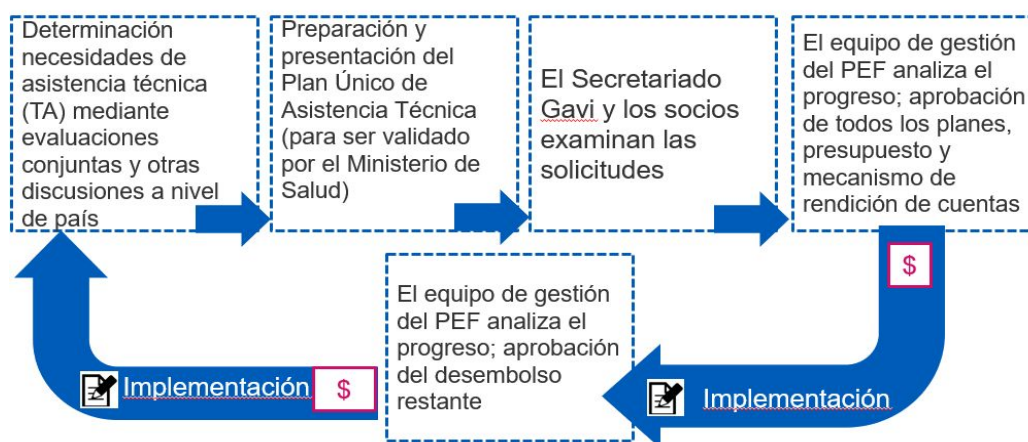 Determinación
necesidades de
asistencia técnica
(TA) mediante
evaluaciones
conjuntas y otras
discusiones a nivel
de país
Preparación y
presentación del
Plan Único de
Asistencia Técnica
(para ser validado
por el Ministerio de
Salud)
El Secretariado
Gavi y los socios
examinan las
solicitudes
El equipo de gestión
del PEF analiza el
progreso; aprobación
de todos los planes,
presupuesto y
mecanismo de
rendición de cuentas
$
Implementación
El equipo de gestión
del PEF analiza el
progreso; aprobación
del desembolso
restante
$
Implementación